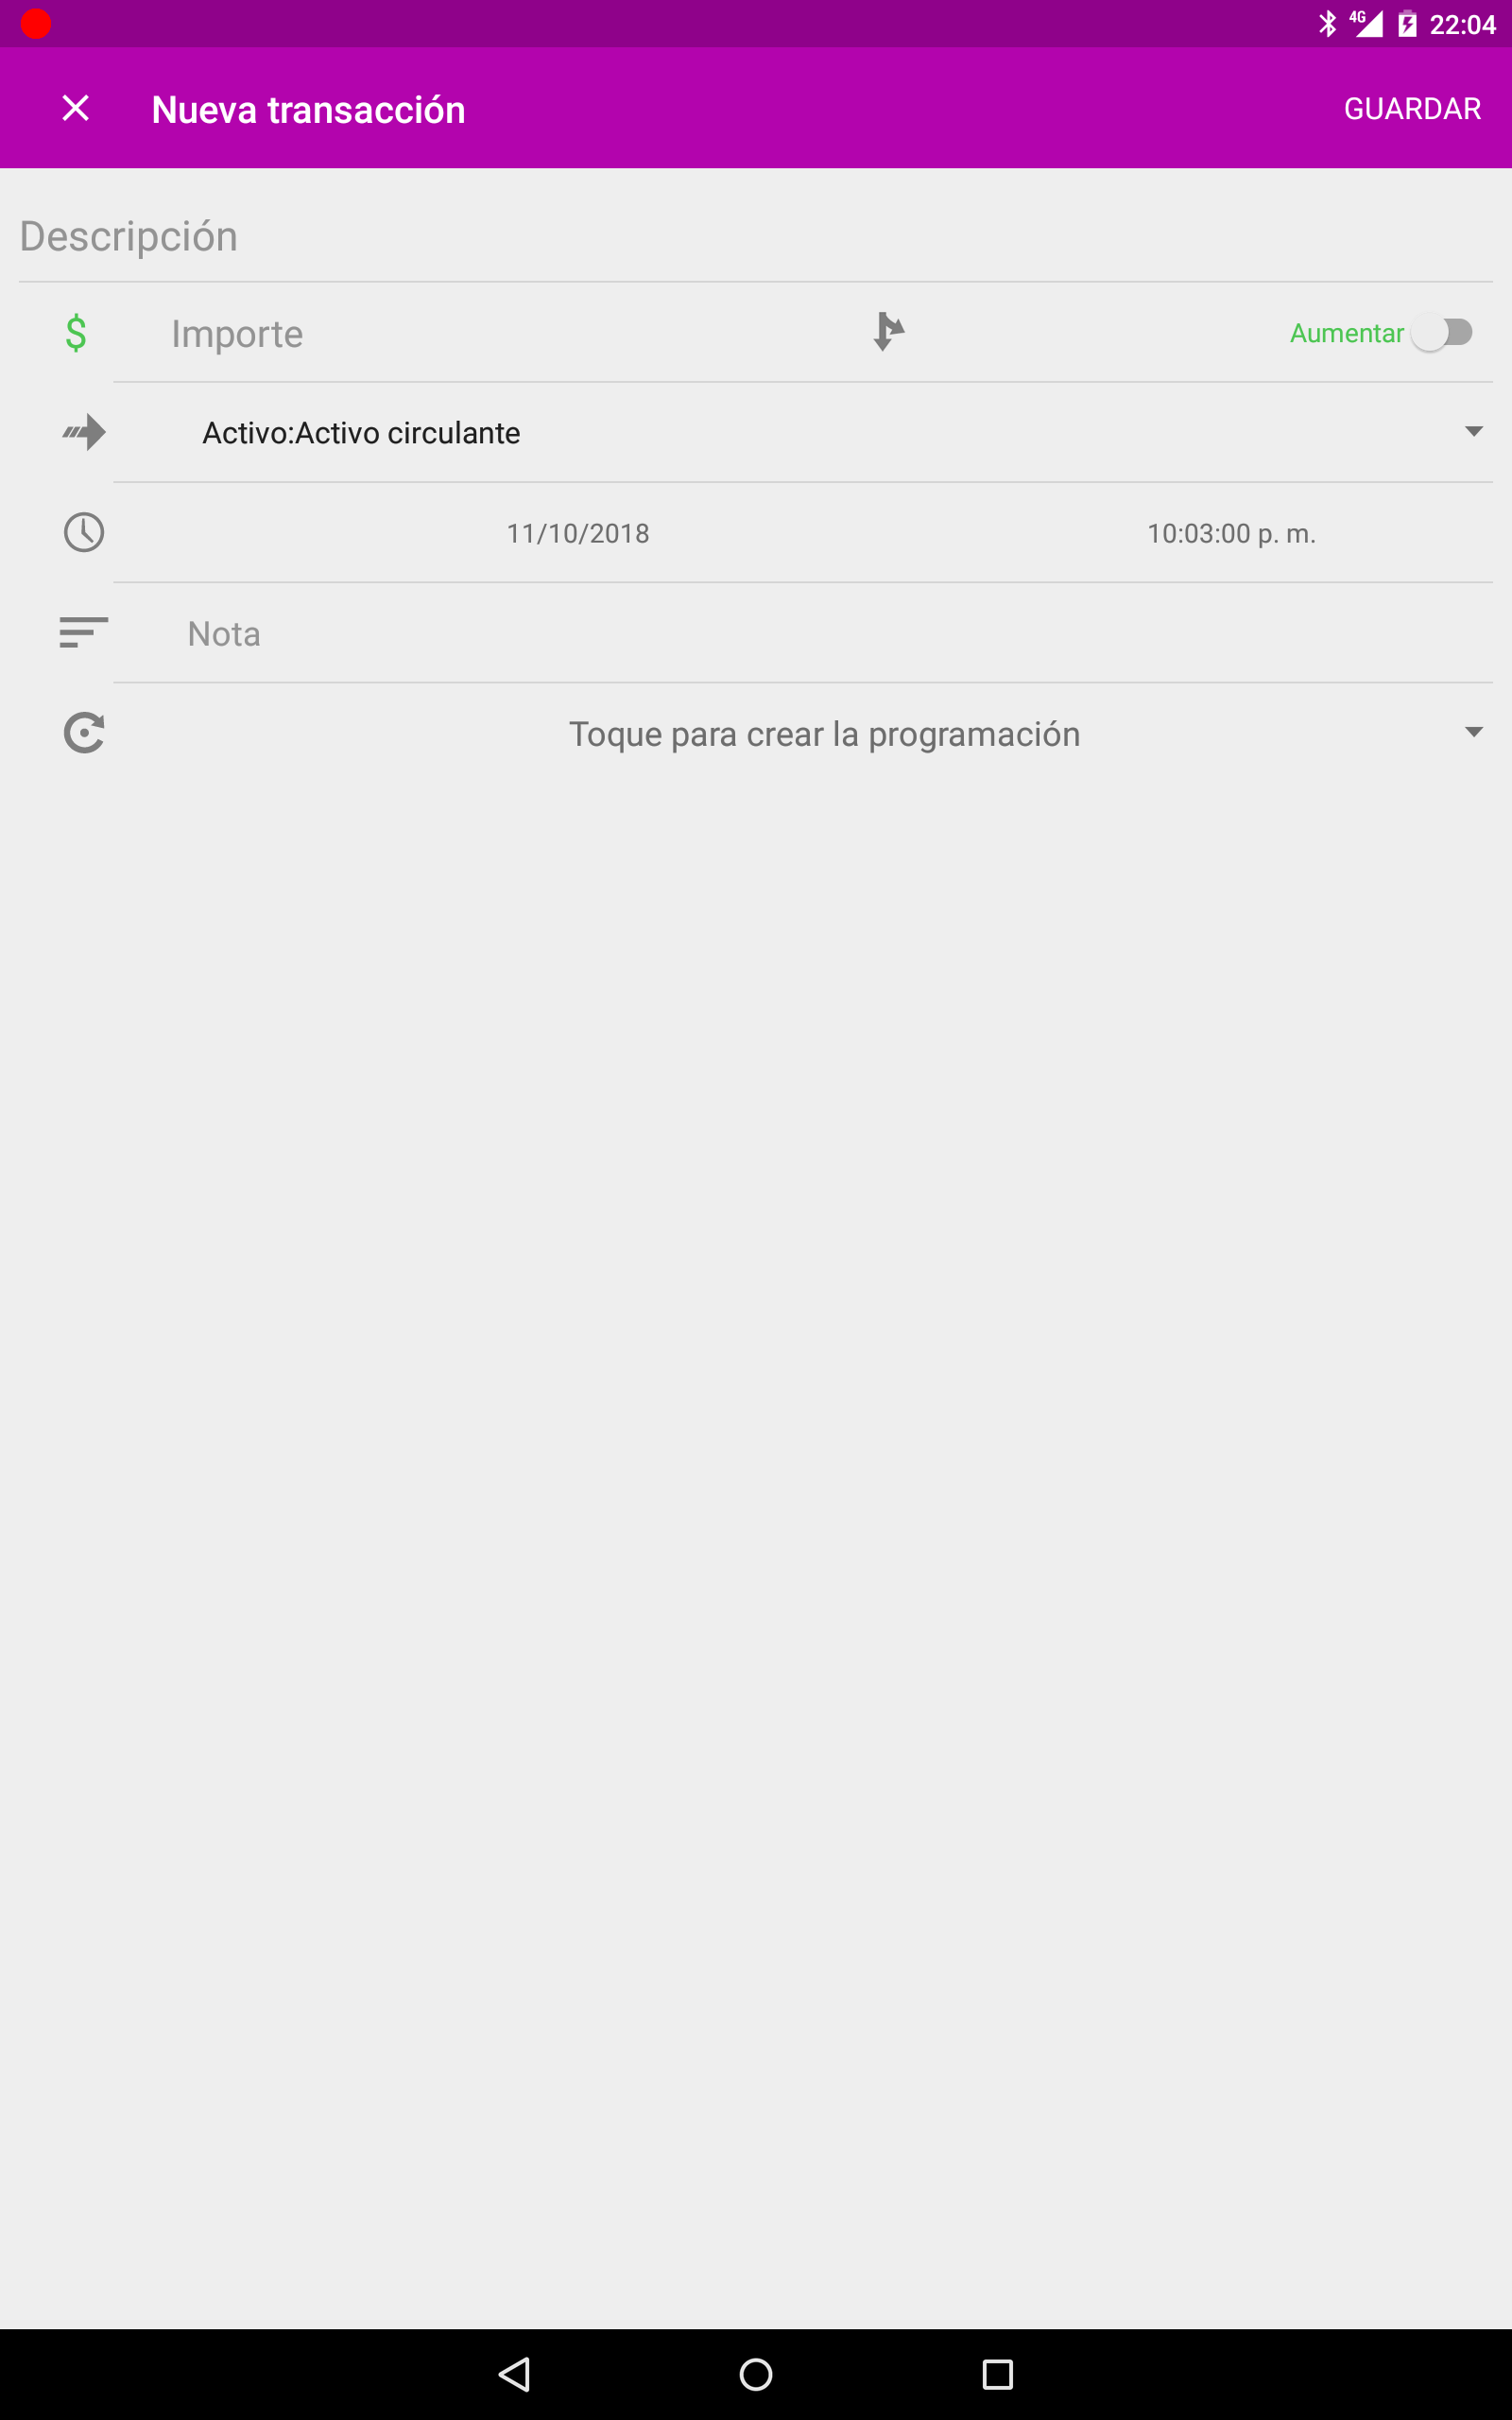 4G 22:04
Nueva transacción GUARDAR
Descripción
$ Importe Aumentar
Activo:Activo circulante
11/10/2018 10:03:00 p. m.
Nota
Toque para crear la programación